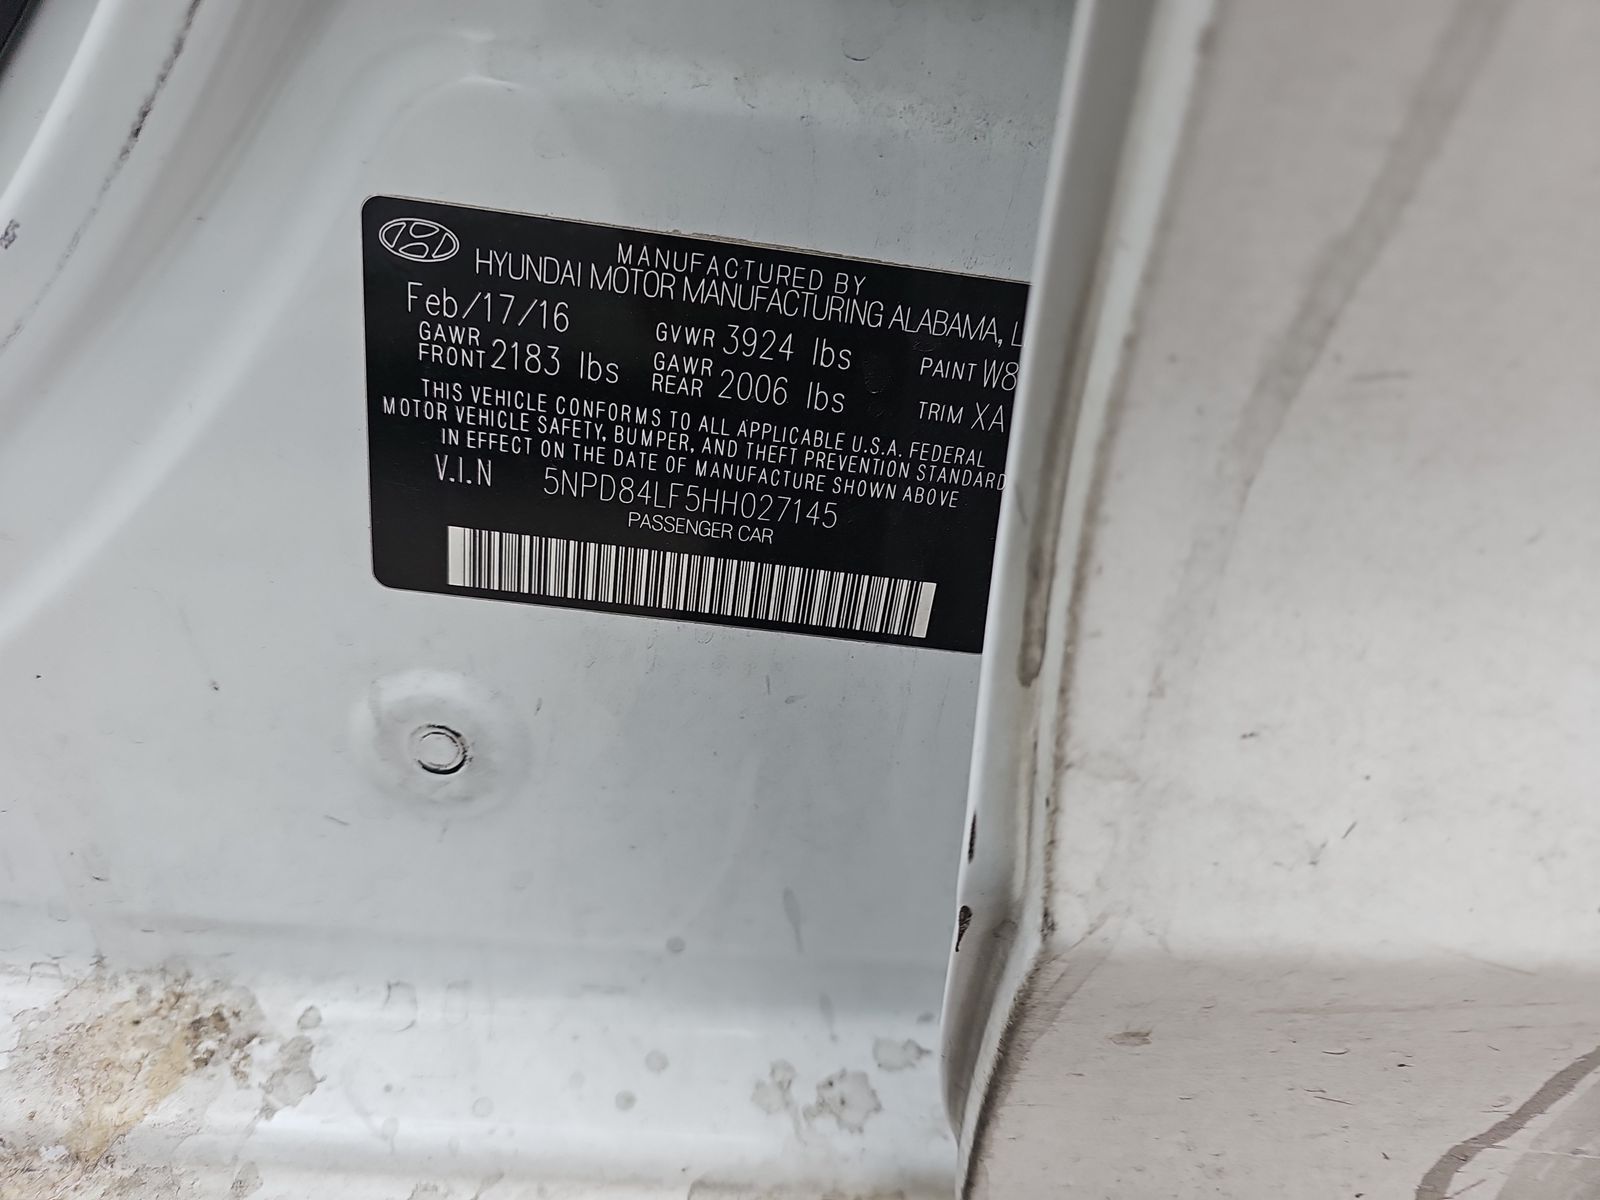 MANUFACTURED BY
HYUNDAI MOTOR MANUFACTURING ALABAMA, L
Feb/17/16 GVWR 3924 lbs PAINT W8
GAWR FRONT 2183 lbs GAWR REAR 2006 lbs TRIM XA
THIS VEHICLE CONFORMS TO ALL APPLICABLE U.S.A. FEDERAL
MOTOR VEHICLE SAFETY, BUMPER, AND THEFT PREVENTION STANDARD
IN EFFECT ON THE DATE OF MANUFACTURE SHOWN ABOVE
V.I.N 5NPD84LF5HH027145
PASSENGER CAR